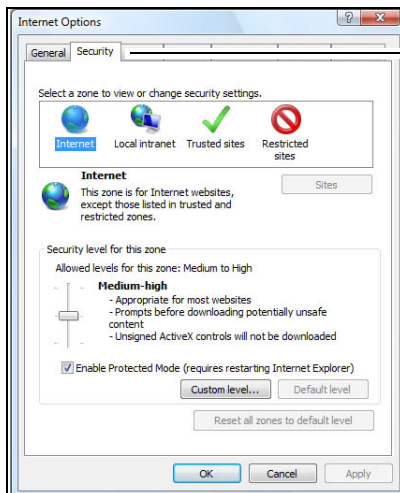 Internet Options
General Security
Select a zone to view or change security settings.
Internet Local intranet Trusted sites Restricted sites
Internet
This zone is for Internet websites,
except those listed in trusted and
restricted zones.
Sites
Security level for this zone
Allowed levels for this zone: Medium to High
Medium-high
- Appropriate for most websites
- Prompts before downloading potentially unsafe
content
- Unsigned ActiveX controls will not be downloaded
Enable Protected Mode (requires restarting Internet Explorer)
Custom level... Default level
Reset all zones to default level
OK Cancel Apply